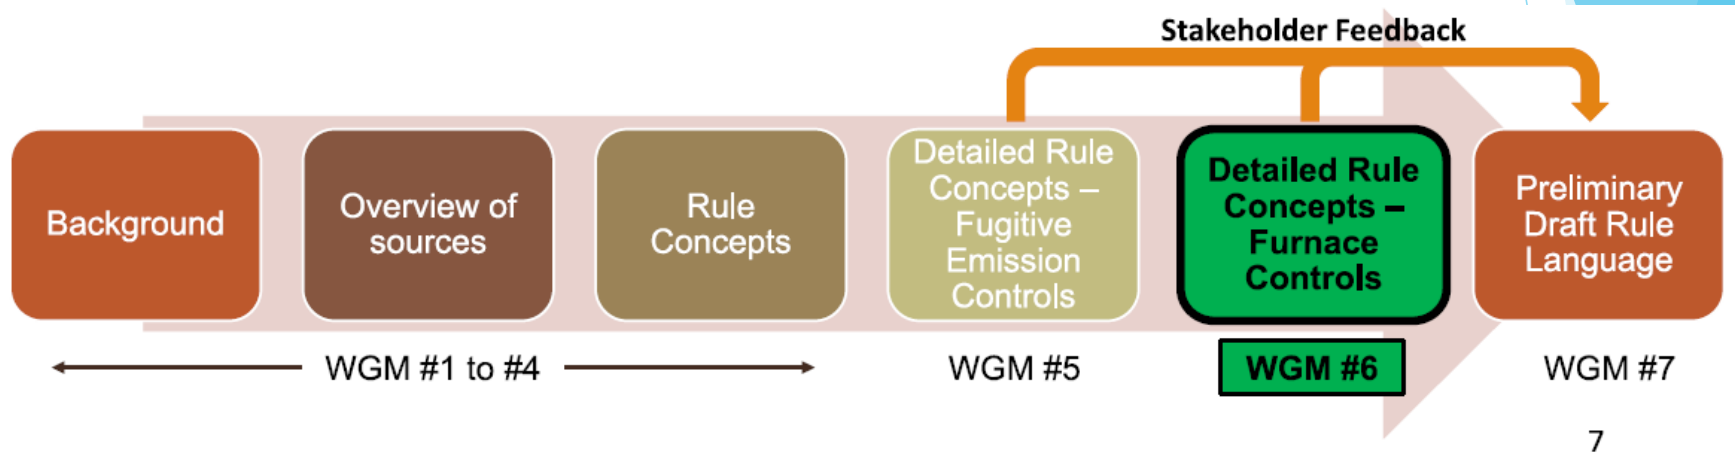 Stakeholder Feedback
Background
Overview of
sources
Rule
Concepts
Detailed Rule
Concepts –
Fugitive
Emission
Controls
Detailed Rule
Concepts –
Furnace
Controls
Preliminary
Draft Rule
Language
WGM #1 to #4
WGM #5
WGM #6
WGM #7
7